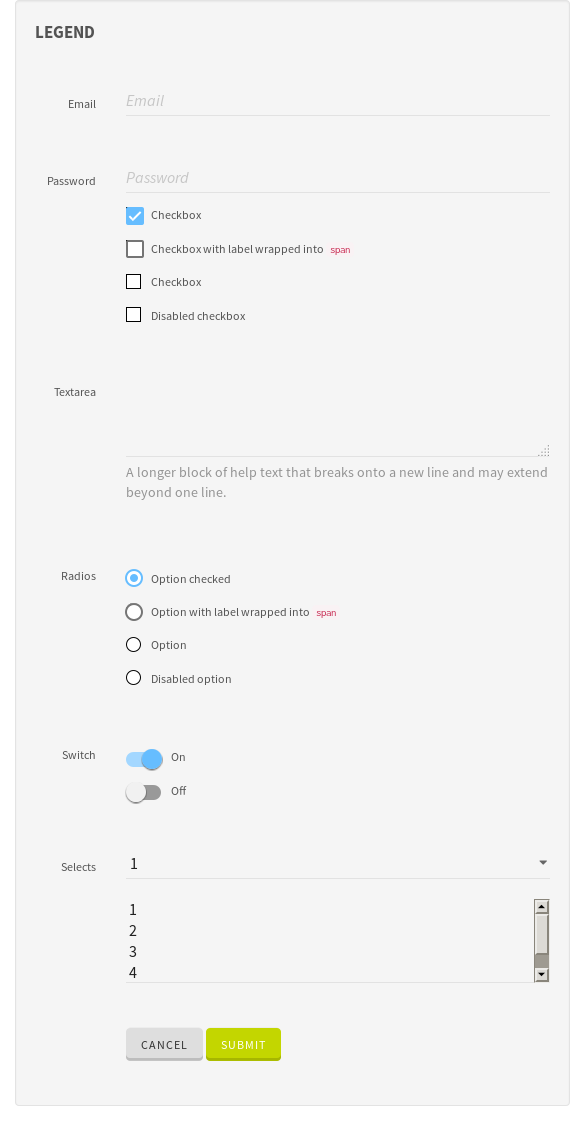 LEGEND
Email
Email
Password
Password
Checkbox
Checkbox with label wrapped into span
Checkbox
Disabled checkbox
Textarea
A longer block of help text that breaks onto a new line and may extend
beyond one line.
Radios
Option checked
Option with label wrapped into span
Option
Disabled option
Switch
On
Off
Selects
1
1
2
3
4
CANCEL
SUBMIT